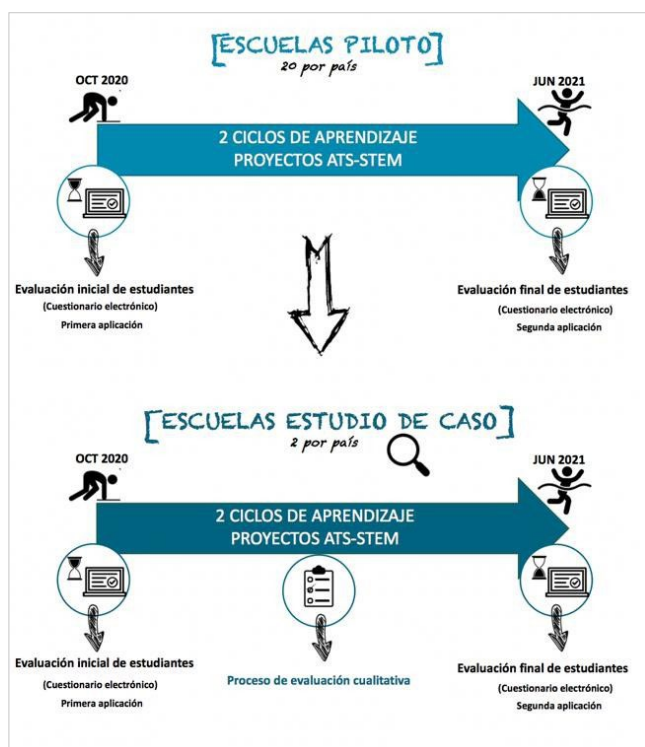 [ESCUELAS PILOTO]
20 por país
OCT 2020
JUN 2021
2 CICLOS DE APRENDIZAJE
PROYECTOS ATS-STEM
Evaluación inicial de estudiantes
(Cuestionario electrónico)
Primera aplicación
Evaluación final de estudiantes
(Cuestionario electrónico)
Segunda aplicación
[ESCUELAS ESTUDIO DE CASO]
2 por país
OCT 2020
JUN 2021
2 CICLOS DE APRENDIZAJE
PROYECTOS ATS-STEM
Evaluación inicial de estudiantes
(Cuestionario electrónico)
Primera aplicación
Proceso de evaluación cualitativa
Evaluación final de estudiantes
(Cuestionario electrónico)
Segunda aplicación